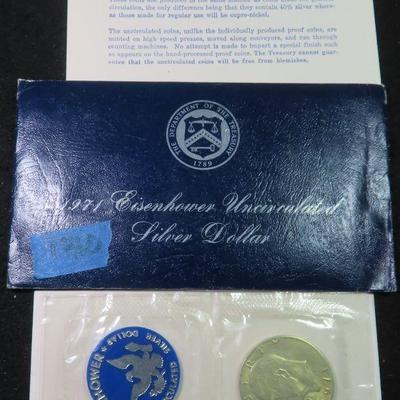 circulation, the only difference being that they contain 40% silver where-
as those made for regular use will be cupro-nickel.
The uncirculated coins, unlike the individually produced proof coins, are
minted on high speed presses, moved along conveyors, and run through
counting machines. No attempt is made to impart a special finish such
as appears on the hand-processed proof coins. The Treasury cannot guar-
antee that the uncirculated coins will be free from blemishes.
THE DEPARTMENT OF THE TREASURY
1789
1971 Eisenhower Uncirculated
Silver Dollar
SILVER DOLLAR